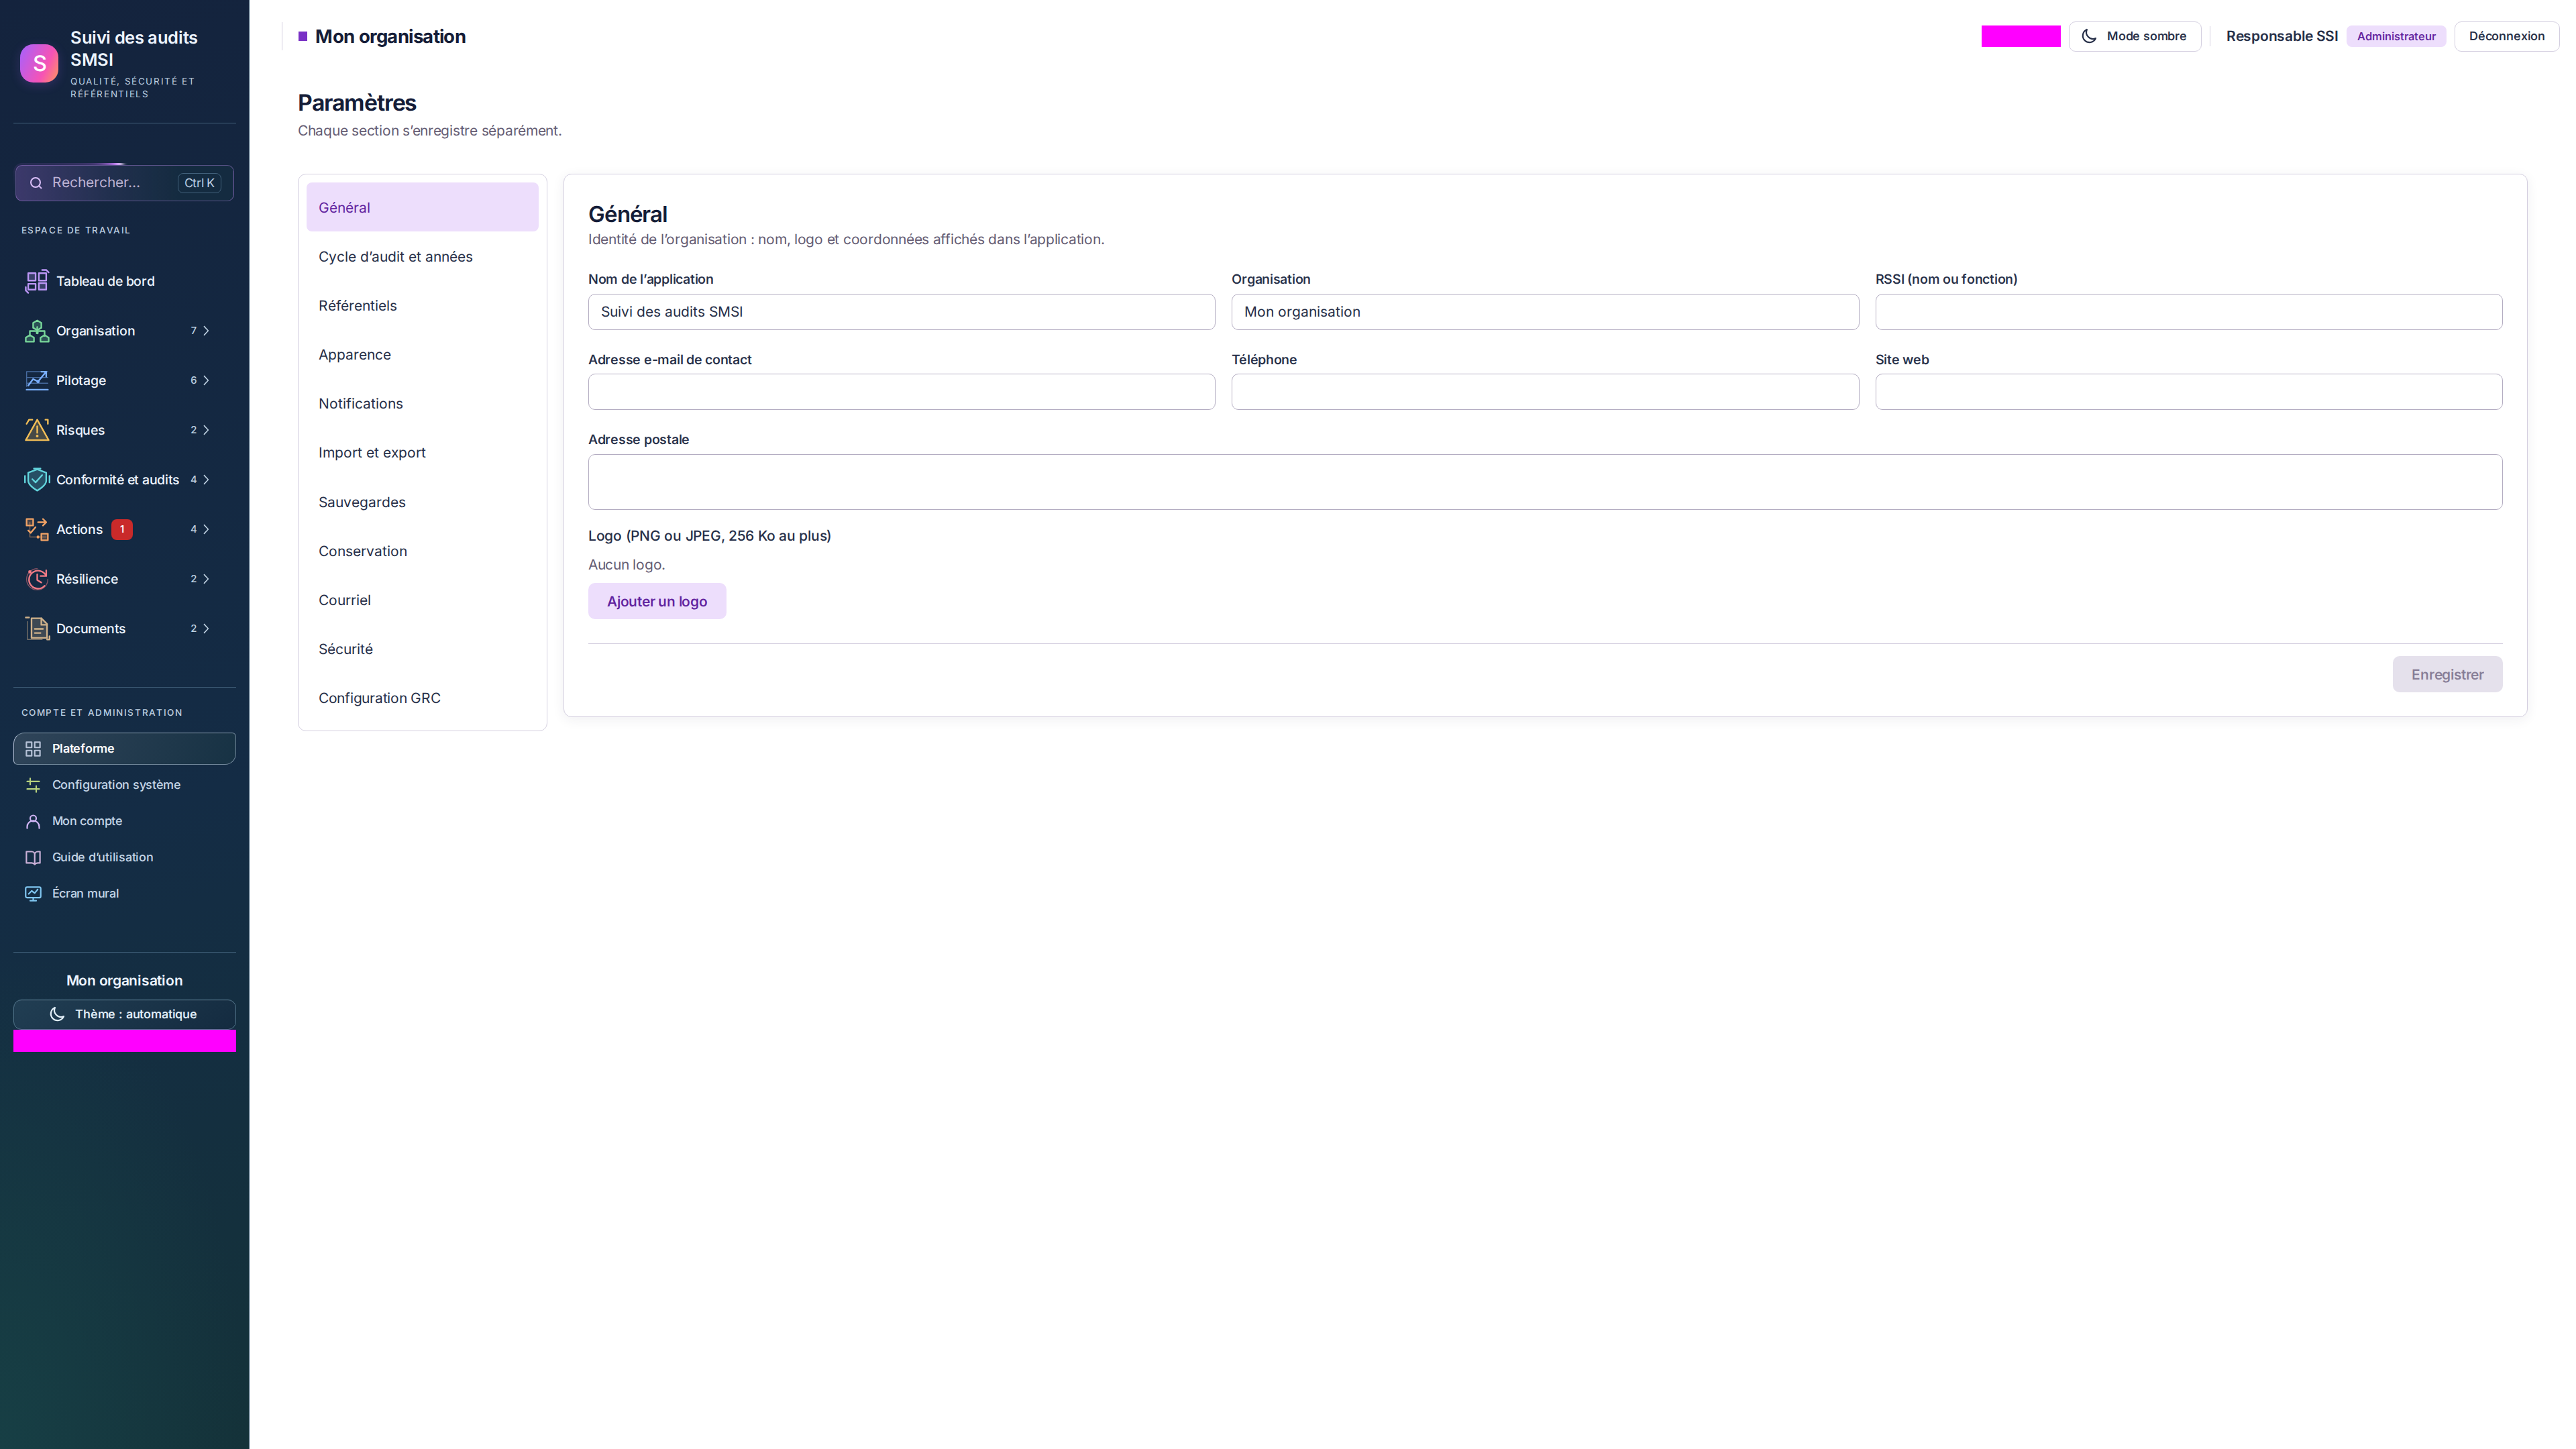 S
Suivi des audits
SMSI
QUALITÉ, SÉCURITÉ ET
RÉFÉRENTIELS
Rechercher...
Ctrl K
ESPACE DE TRAVAIL
Tableau de bord
Organisation 7
Pilotage 6
Risques 2
Conformité et audits 4
Actions 1 4
Résilience 2
Documents 2
COMPTE ET ADMINISTRATION
Plateforme
Configuration système
Mon compte
Guide d’utilisation
Écran mural
Mon organisation
Thème : automatique
Mon organisation
Mode sombre
Responsable SSI
Administrateur
Déconnexion
Paramètres
Chaque section s’enregistre séparément.
Général
Cycle d’audit et années
Référentiels
Apparence
Notifications
Import et export
Sauvegardes
Conservation
Courriel
Sécurité
Configuration GRC
Général
Identité de l’organisation : nom, logo et coordonnées affichés dans l’application.
Nom de l’application
Suivi des audits SMSI
Organisation
Mon organisation
RSSI (nom ou fonction)
Adresse e-mail de contact
Téléphone
Site web
Adresse postale
Logo (PNG ou JPEG, 256 Ko au plus)
Aucun logo.
Ajouter un logo
Enregistrer